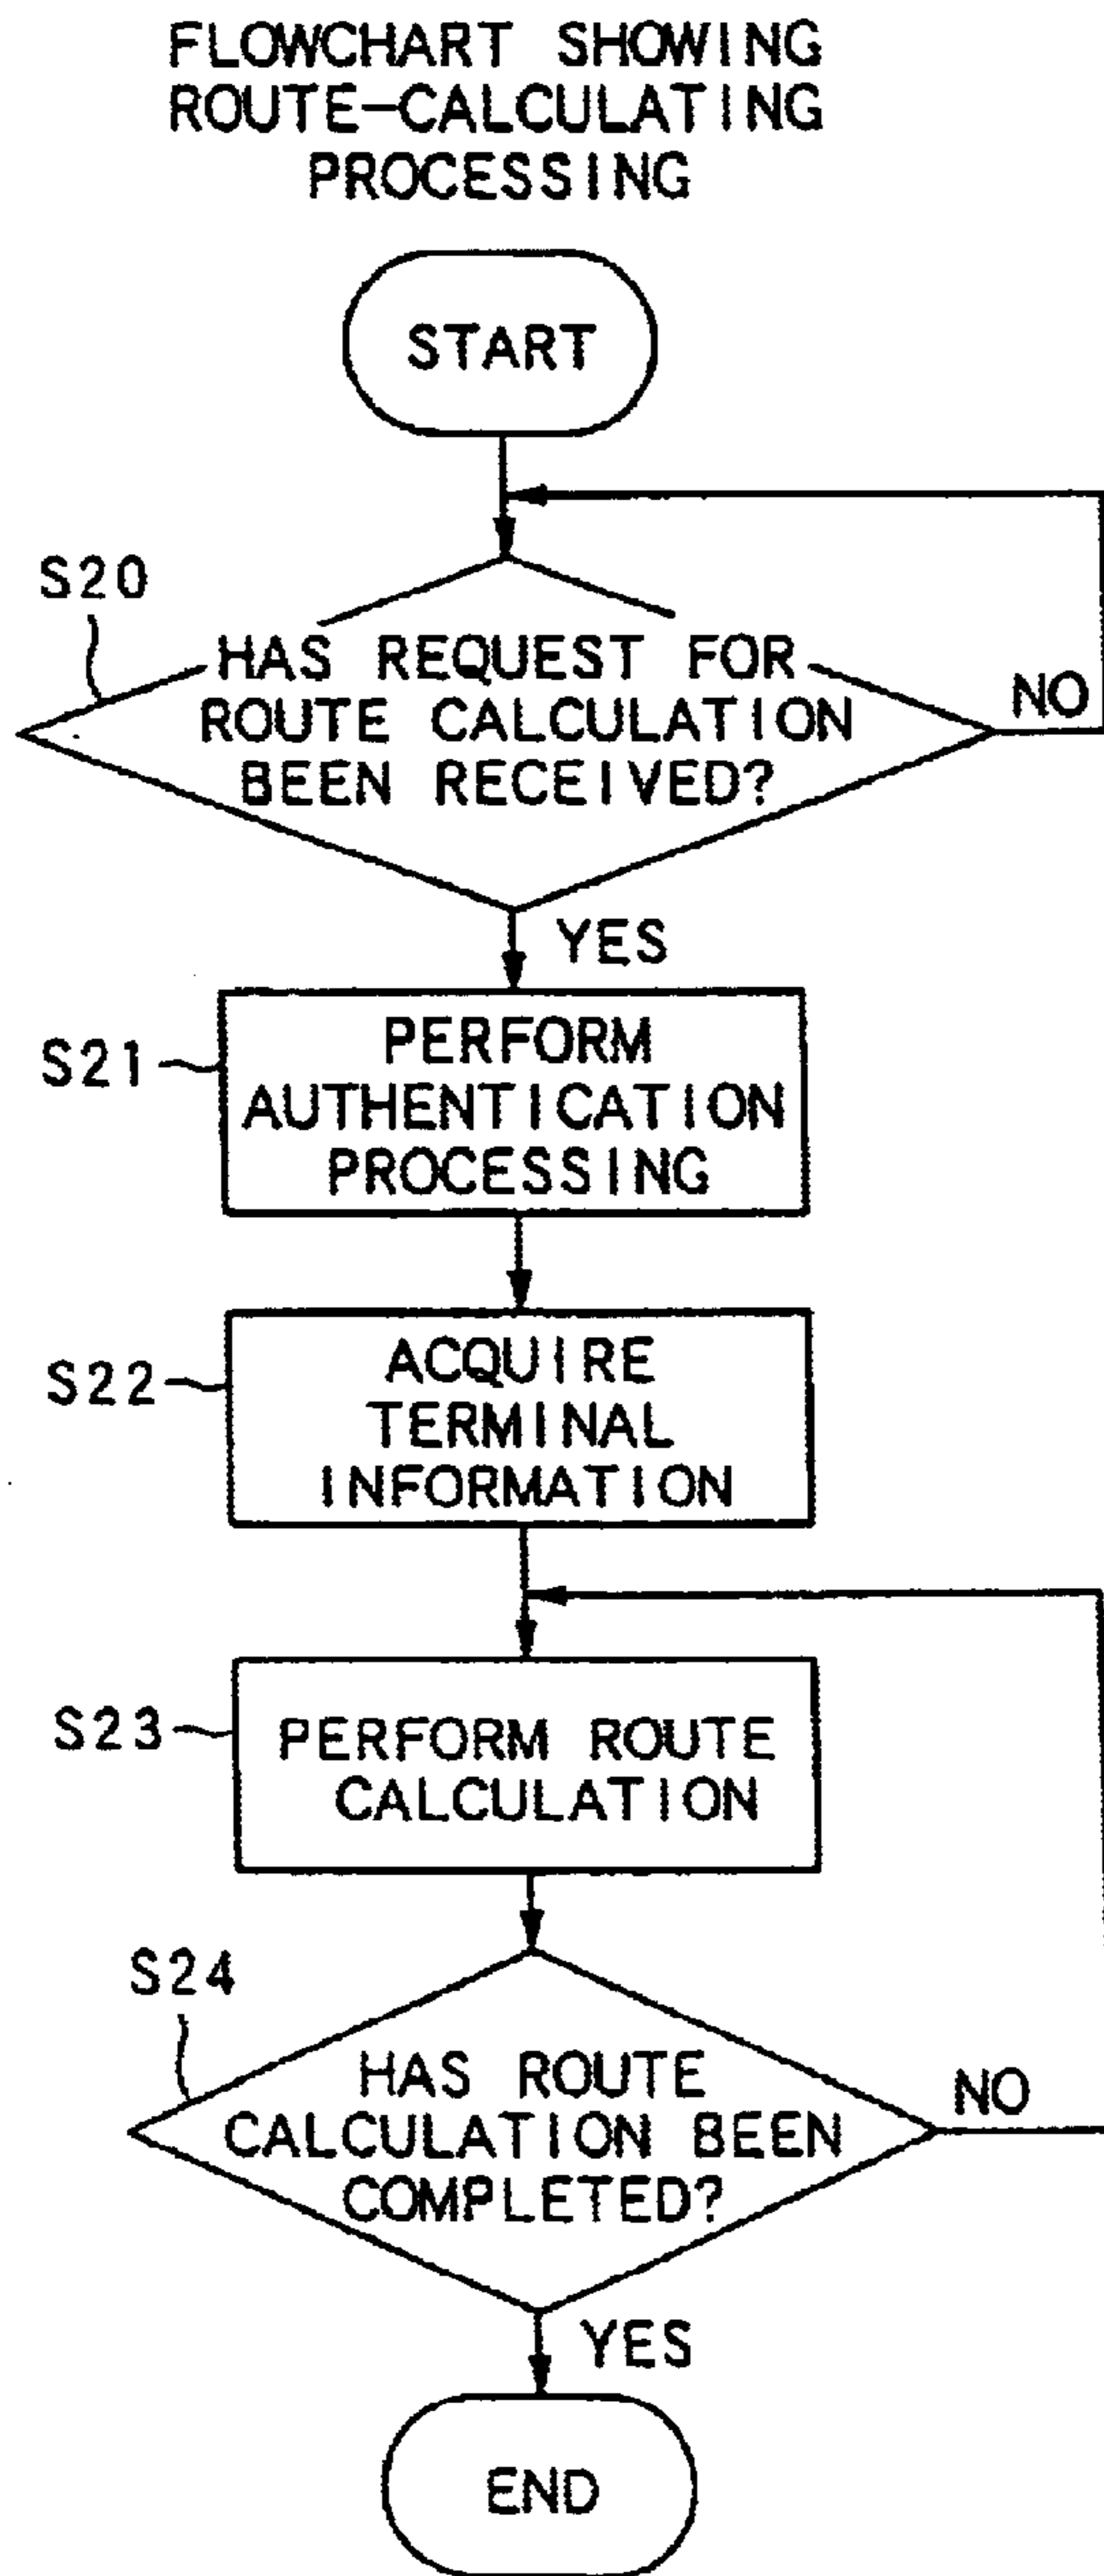 FLOWCHART SHOWING
ROUTE-CALCULATING
PROCESSING
START
S20
HAS REQUEST FOR
ROUTE CALCULATION
BEEN RECEIVED?
NO
YES
S21
PERFORM
AUTHENTICATION
PROCESSING
S22
ACQUIRE
TERMINAL
INFORMATION
S23
PERFORM ROUTE
CALCULATION
S24
HAS ROUTE
CALCULATION BEEN
COMPLETED?
NO
YES
END